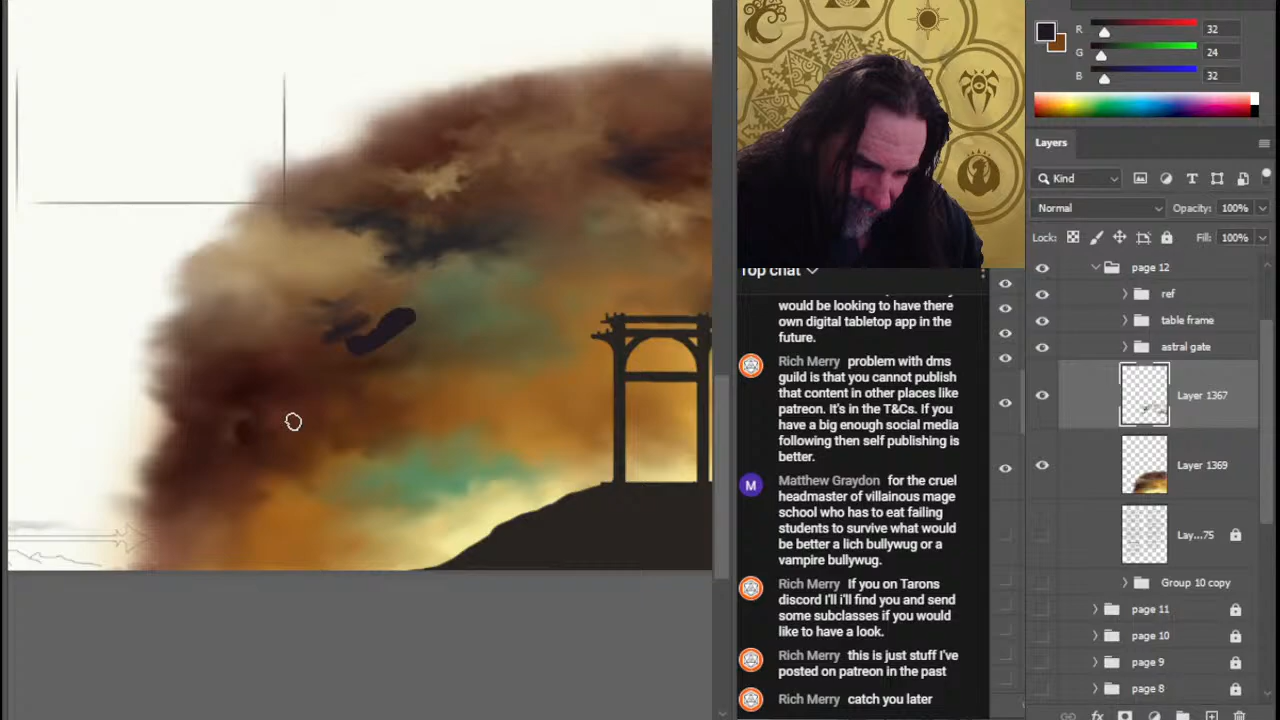 R 32
G 24
B 32
Layers
Kind
Normal Opacity: 100%
Lock: Fill: 100%
page 12
ref
table frame
astral gate
Layer 1367
Layer 1369
Lay...75
Group 10 copy
page 11
page 10
page 9
page 8
Top chat
would be looking to have there
own digital tabletop app in the
future.
Rich Merry problem with dms
guild is that you cannot publish
that content in other places like
patreon. It's in the T&Cs. If you
have a big enough social media
following then self publishing is
better.
M Matthew Graydon for the cruel
headmaster of villainous mage
school who has to eat failing
students to survive what would
be better a lich bullywug or a
vampire bullywug.
Rich Merry If you on Tarons
discord I'll i'll find you and send
some subclasses if you would
like to have a look.
Rich Merry this is just stuff I've
posted on patreon in the past
Rich Merry catch you later